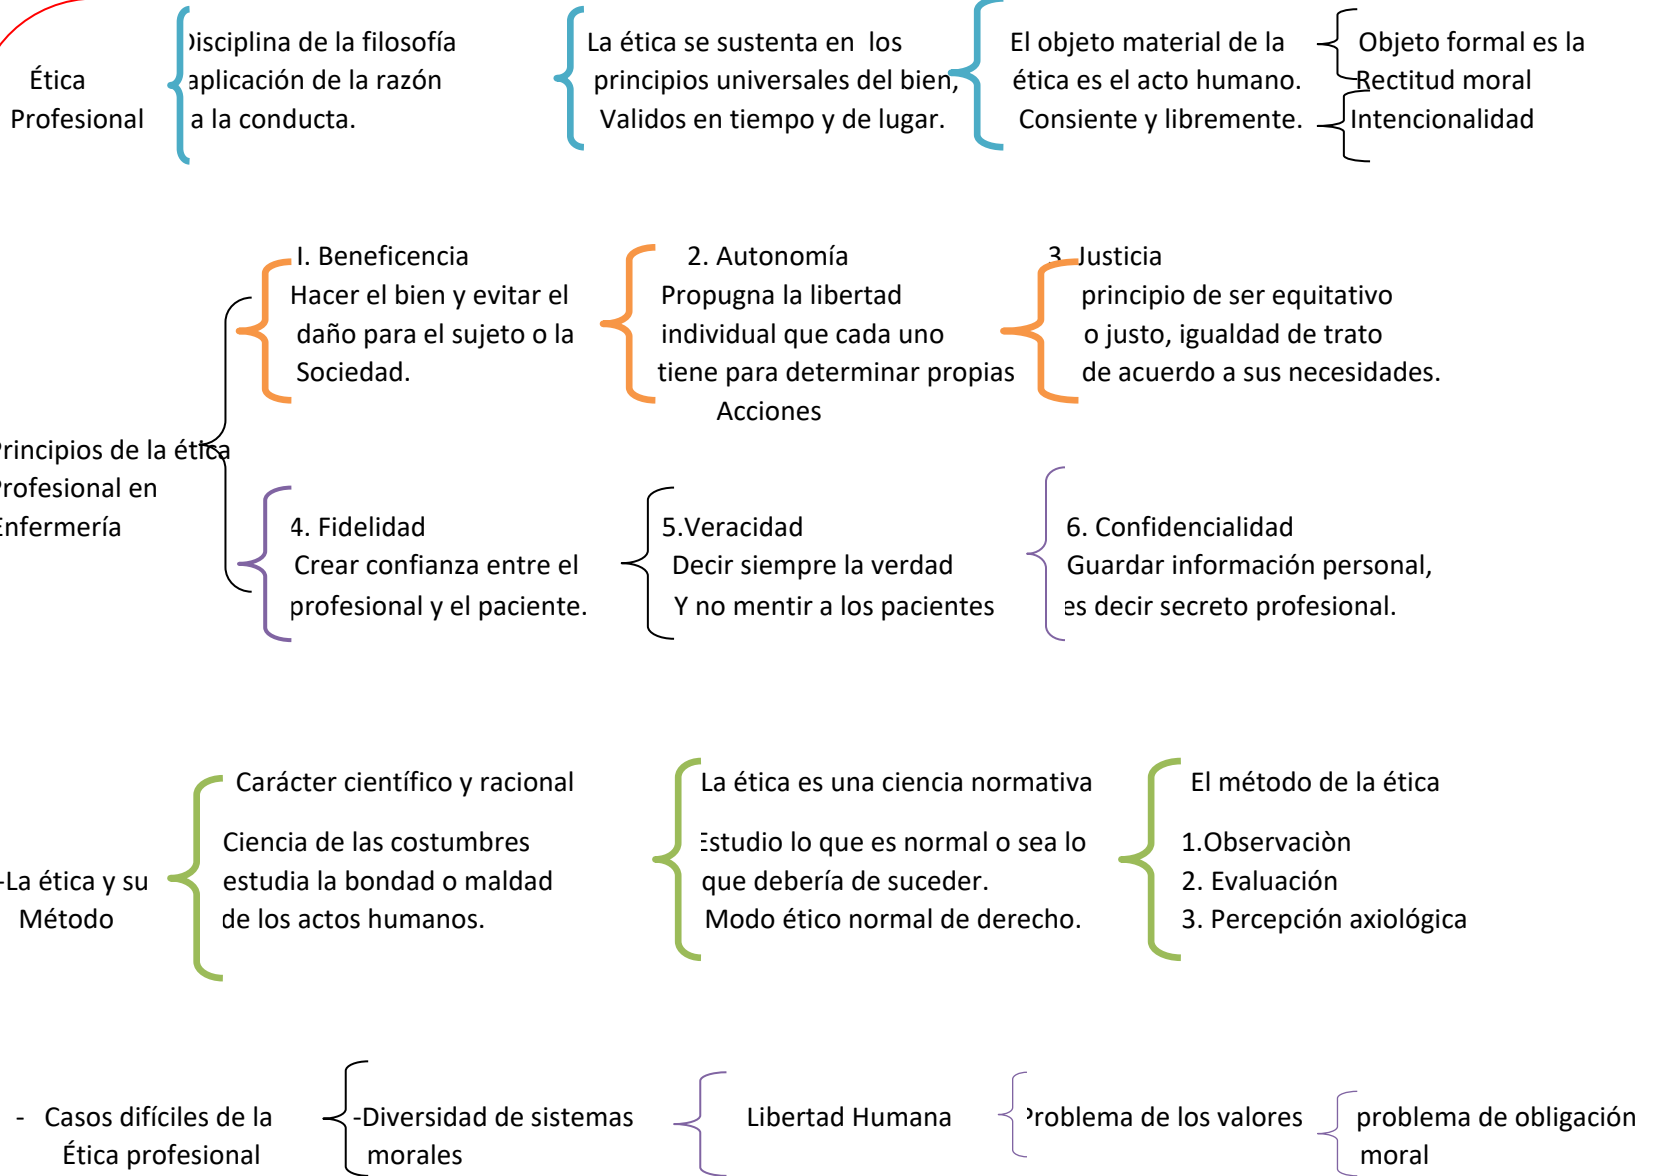 Ética
Profesional
Disciplina de la filosofía
aplicación de la razón
a la conducta.
La ética se sustenta en los
principios universales del bien,
Validos en tiempo y de lugar.
El objeto material de la
ética es el acto humano.
Consiente y libremente.
Objeto formal es la
Rectitud moral
Intencionalidad
Principios de la ética
Profesional en
Enfermería
I. Beneficencia
Hacer el bien y evitar el
daño para el sujeto o la
Sociedad.
2. Autonomía
Propugna la libertad
individual que cada uno
tiene para determinar propias
Acciones
3. Justicia
principio de ser equitativo
o justo, igualdad de trato
de acuerdo a sus necesidades.
4. Fidelidad
Crear confianza entre el
profesional y el paciente.
5.Veracidad
Decir siempre la verdad
Y no mentir a los pacientes
6. Confidencialidad
Guardar información personal,
es decir secreto profesional.
-La ética y su
Método
Carácter científico y racional
Ciencia de las costumbres
estudia la bondad o maldad
de los actos humanos.
La ética es una ciencia normativa
Estudio lo que es normal o sea lo
que debería de suceder.
Modo ético normal de derecho.
El método de la ética
1.Observaciòn
2. Evaluación
3. Percepción axiológica
- Casos difíciles de la
Ética profesional
-Diversidad de sistemas
morales
Libertad Humana
Problema de los valores
problema de obligación
moral